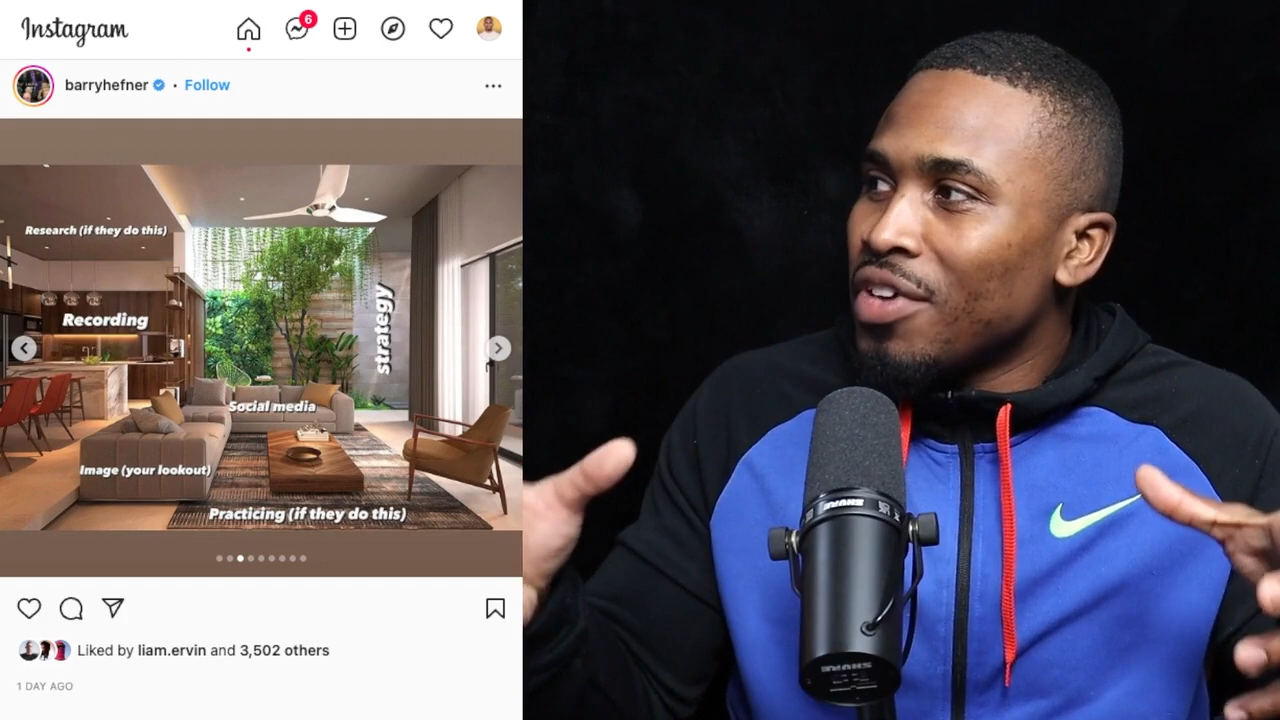 Instagram
6
barryhefner • Follow
Research (if they do this)
Recording
strategy
Social media
Image (your lookout)
Practicing (if they do this)
Liked by liam.ervin and 3,502 others
1 DAY AGO
SHURE
SHURE